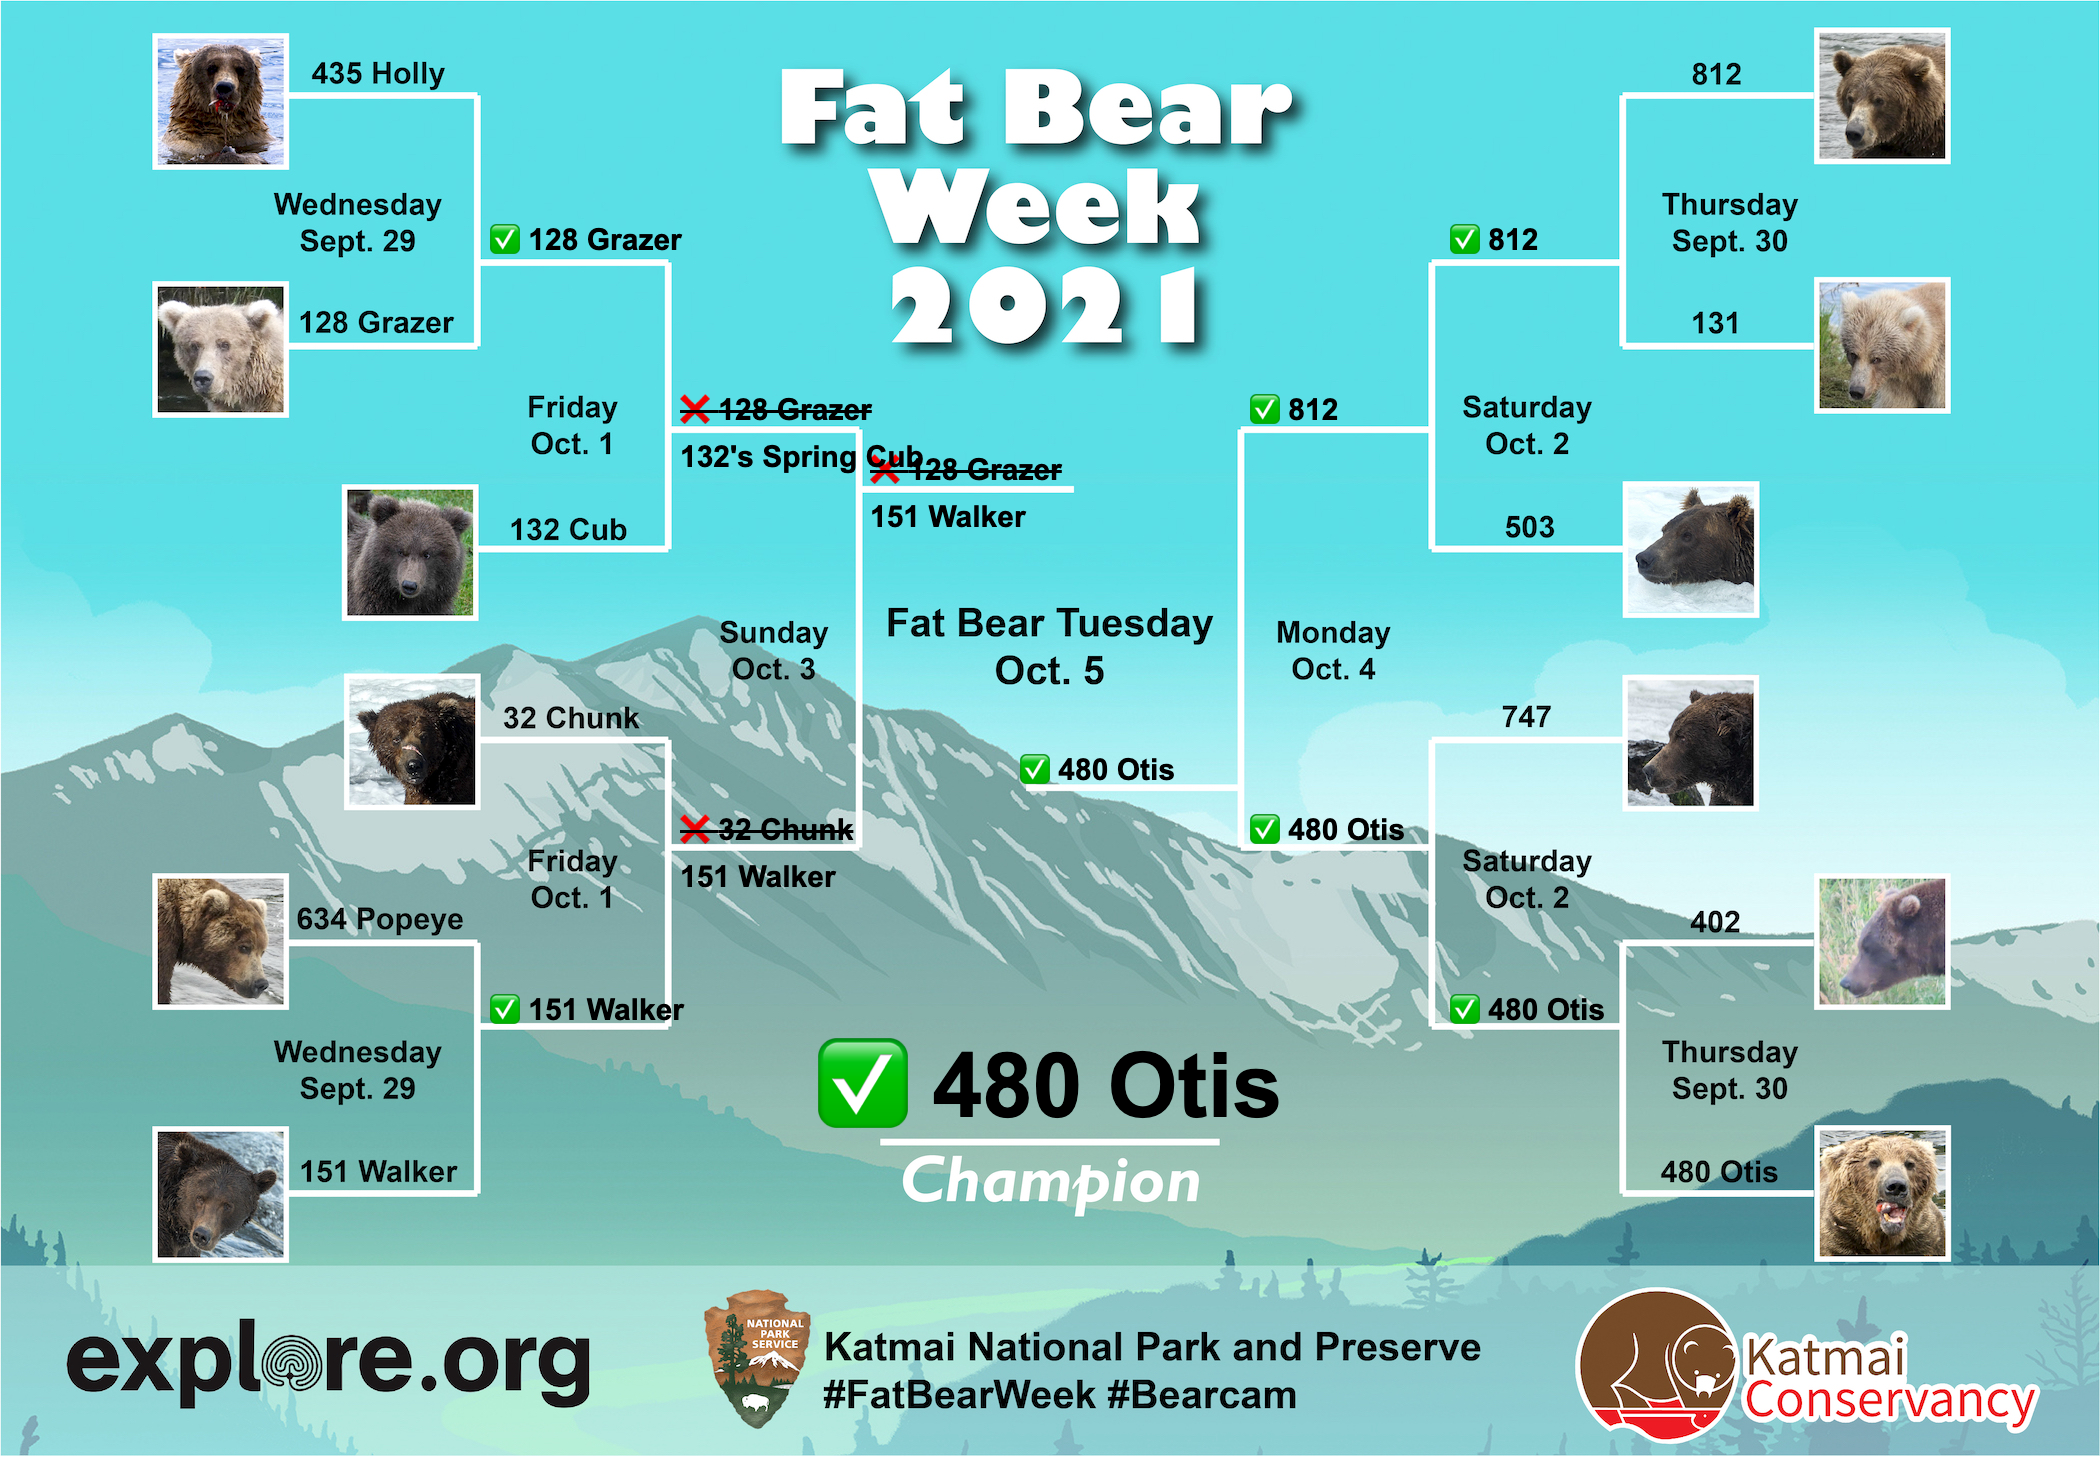 Fat Bear
Week
2021
435 Holly
Wednesday
Sept. 29
128 Grazer
✅ 128 Grazer
Friday
Oct. 1
132 Cub
❌ 128 Grazer
132's Spring Cub
❌ 128 Grazer
151 Walker
Sunday
Oct. 3
32 Chunk
❌ 32 Chunk
151 Walker
Friday
Oct. 1
634 Popeye
✅ 151 Walker
Wednesday
Sept. 29
151 Walker
Fat Bear Tuesday
Oct. 5
✅ 480 Otis
812
Thursday
Sept. 30
131
✅ 812
Saturday
Oct. 2
503
✅ 812
Monday
Oct. 4
747
✅ 480 Otis
Saturday
Oct. 2
402
✅ 480 Otis
Thursday
Sept. 30
480 Otis
✅ 480 Otis
Champion
explore.org
NATIONAL
PARK
SERVICE
Katmai National Park and Preserve
#FatBearWeek #Bearcam
Katmai
Conservancy